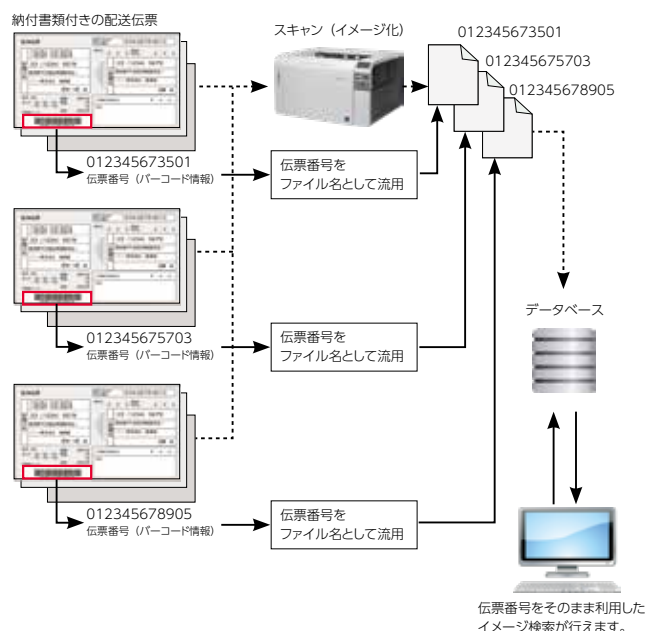 納付書類付きの配送伝票
スキャン（イメージ化）
012345673501
012345675703
012345678905
012345673501
伝票番号（バーコード情報）
伝票番号を
ファイル名として流用
012345675703
伝票番号（バーコード情報）
伝票番号を
ファイル名として流用
データベース
012345678905
伝票番号（バーコード情報）
伝票番号を
ファイル名として流用
伝票番号をそのまま利用した
イメージ検索が行えます。